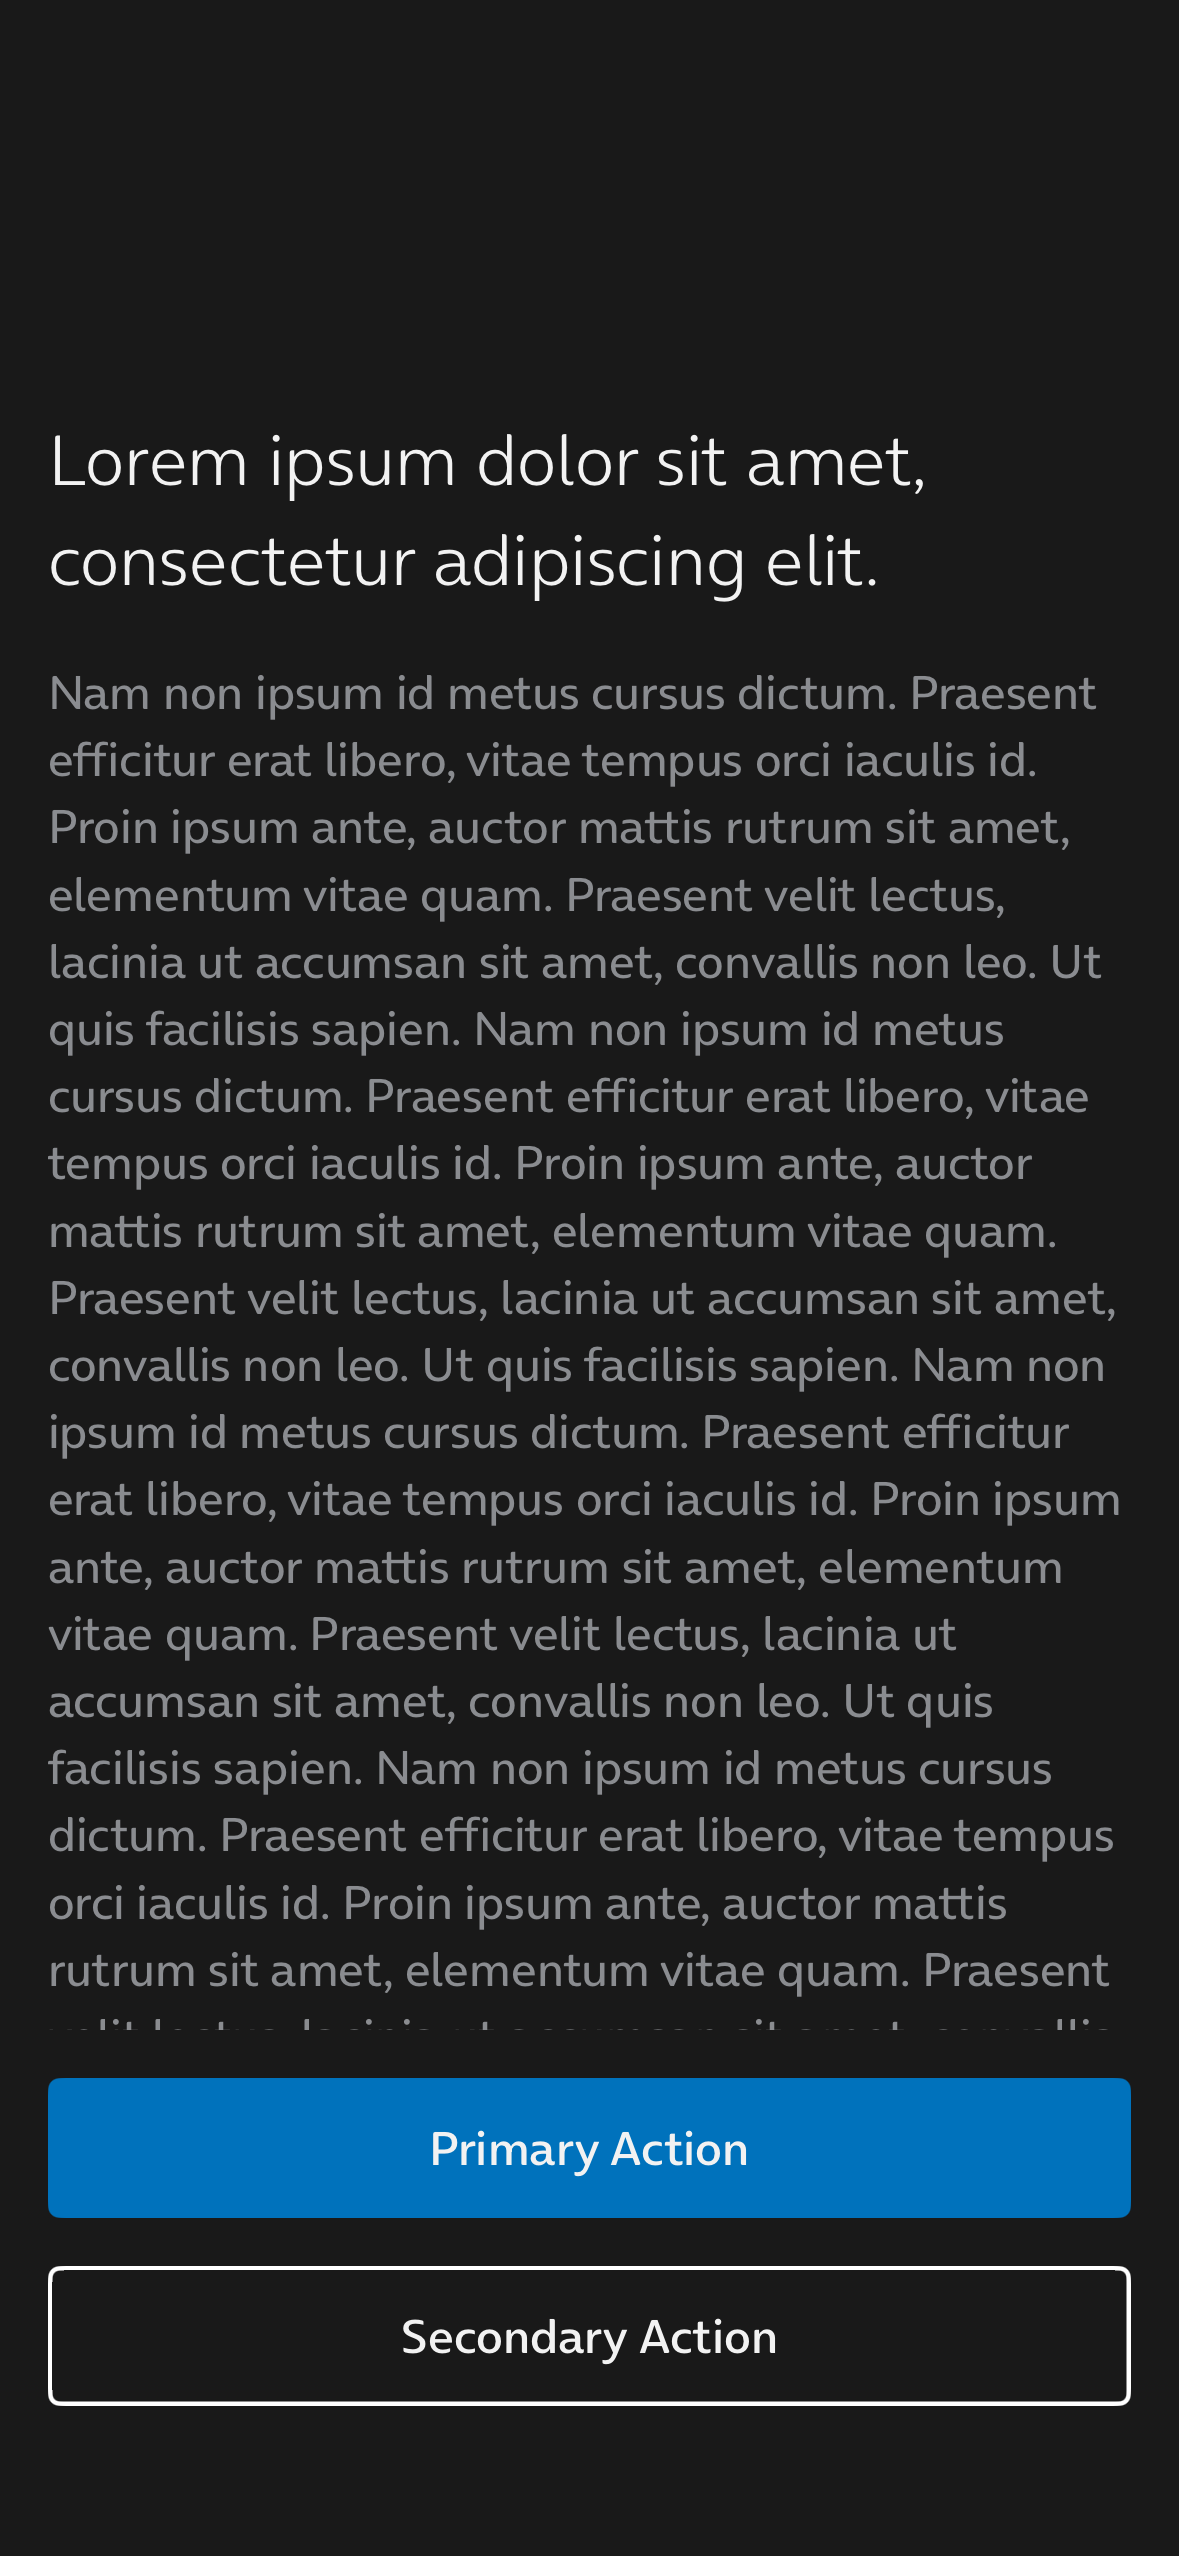 Lorem ipsum dolor sit amet,
consectetur adipiscing elit.
Nam non ipsum id metus cursus dictum. Praesent
efficitur erat libero, vitae tempus orci iaculis id.
Proin ipsum ante, auctor mattis rutrum sit amet,
elementum vitae quam. Praesent velit lectus,
lacinia ut accumsan sit amet, convallis non leo. Ut
quis facilisis sapien. Nam non ipsum id metus
cursus dictum. Praesent efficitur erat libero, vitae
tempus orci iaculis id. Proin ipsum ante, auctor
mattis rutrum sit amet, elementum vitae quam.
Praesent velit lectus, lacinia ut accumsan sit amet,
convallis non leo. Ut quis facilisis sapien. Nam non
ipsum id metus cursus dictum. Praesent efficitur
erat libero, vitae tempus orci iaculis id. Proin ipsum
ante, auctor mattis rutrum sit amet, elementum
vitae quam. Praesent velit lectus, lacinia ut
accumsan sit amet, convallis non leo. Ut quis
facilisis sapien. Nam non ipsum id metus cursus
dictum. Praesent efficitur erat libero, vitae tempus
orci iaculis id. Proin ipsum ante, auctor mattis
rutrum sit amet, elementum vitae quam. Praesent
Primary Action
Secondary Action